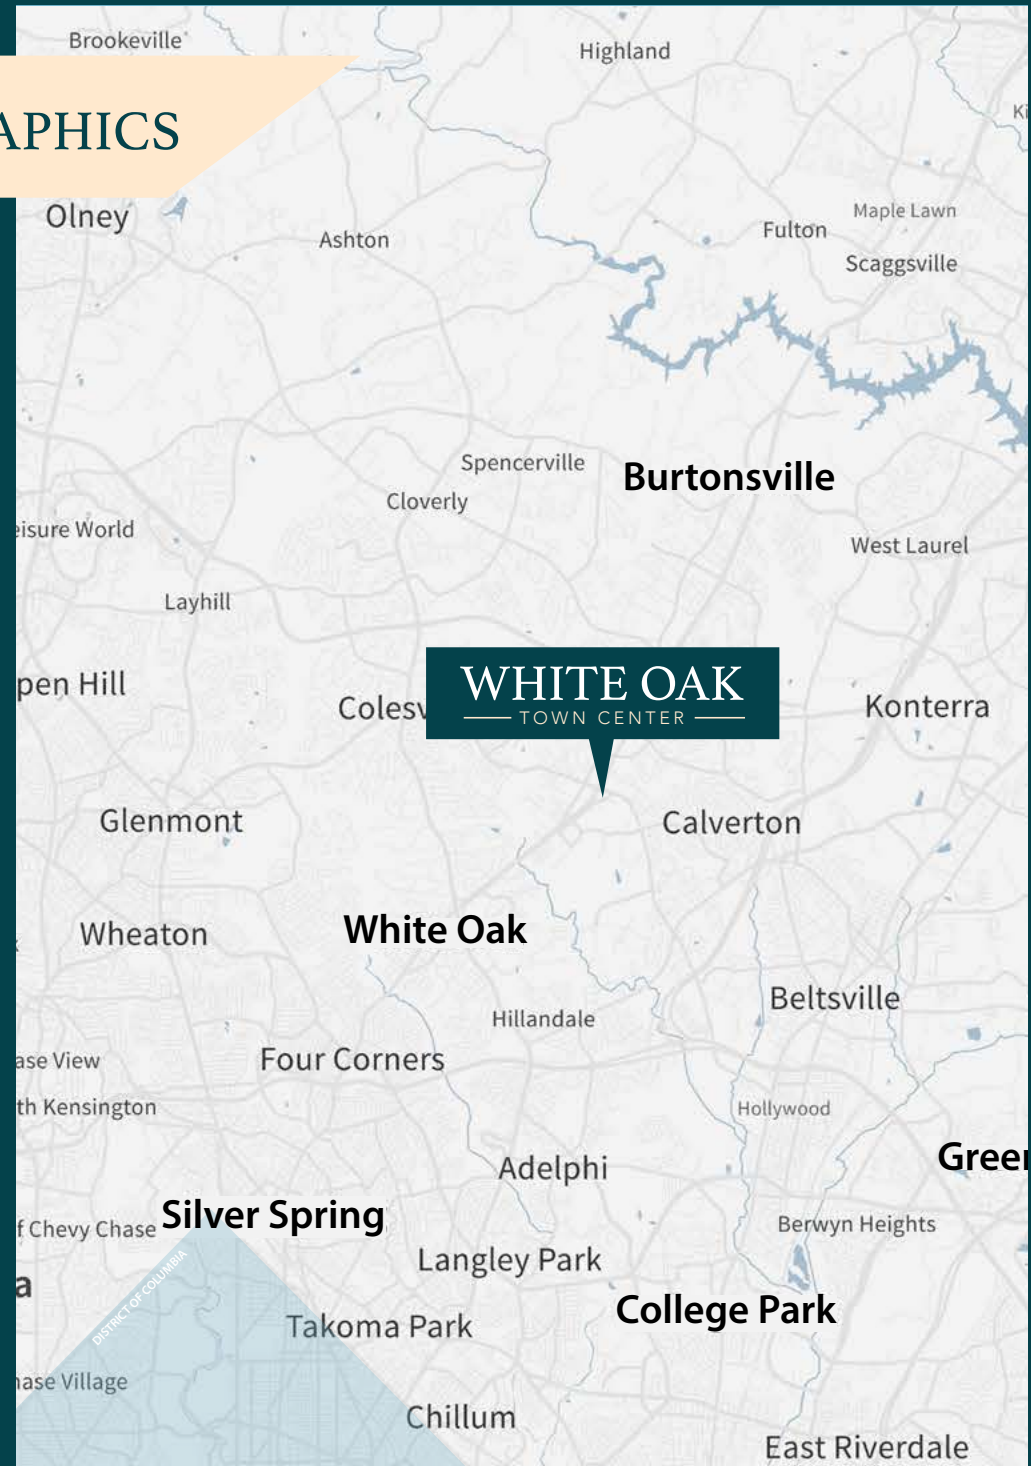 Brookeville
Highland
APHICS
Olney
Ashton
Maple Lawn
Fulton
Scaggsville
Spencerville
Burtonsville
Cloverly
eisure World
West Laurel
Layhill
pen Hill
WHITE OAK
TOWN CENTER
Colesv
Konterra
Glenmont
Calverton
White Oak
Wheaton
Beltsville
Hillandale
ase View
Four Corners
th Kensington
Hollywood
Green
Adelphi
Silver Spring
f Chevy Chase
Berwyn Heights
Langley Park
a
DISTRICT OF COLUMBIA
College Park
Takoma Park
hase Village
Chillum
East Riverdale